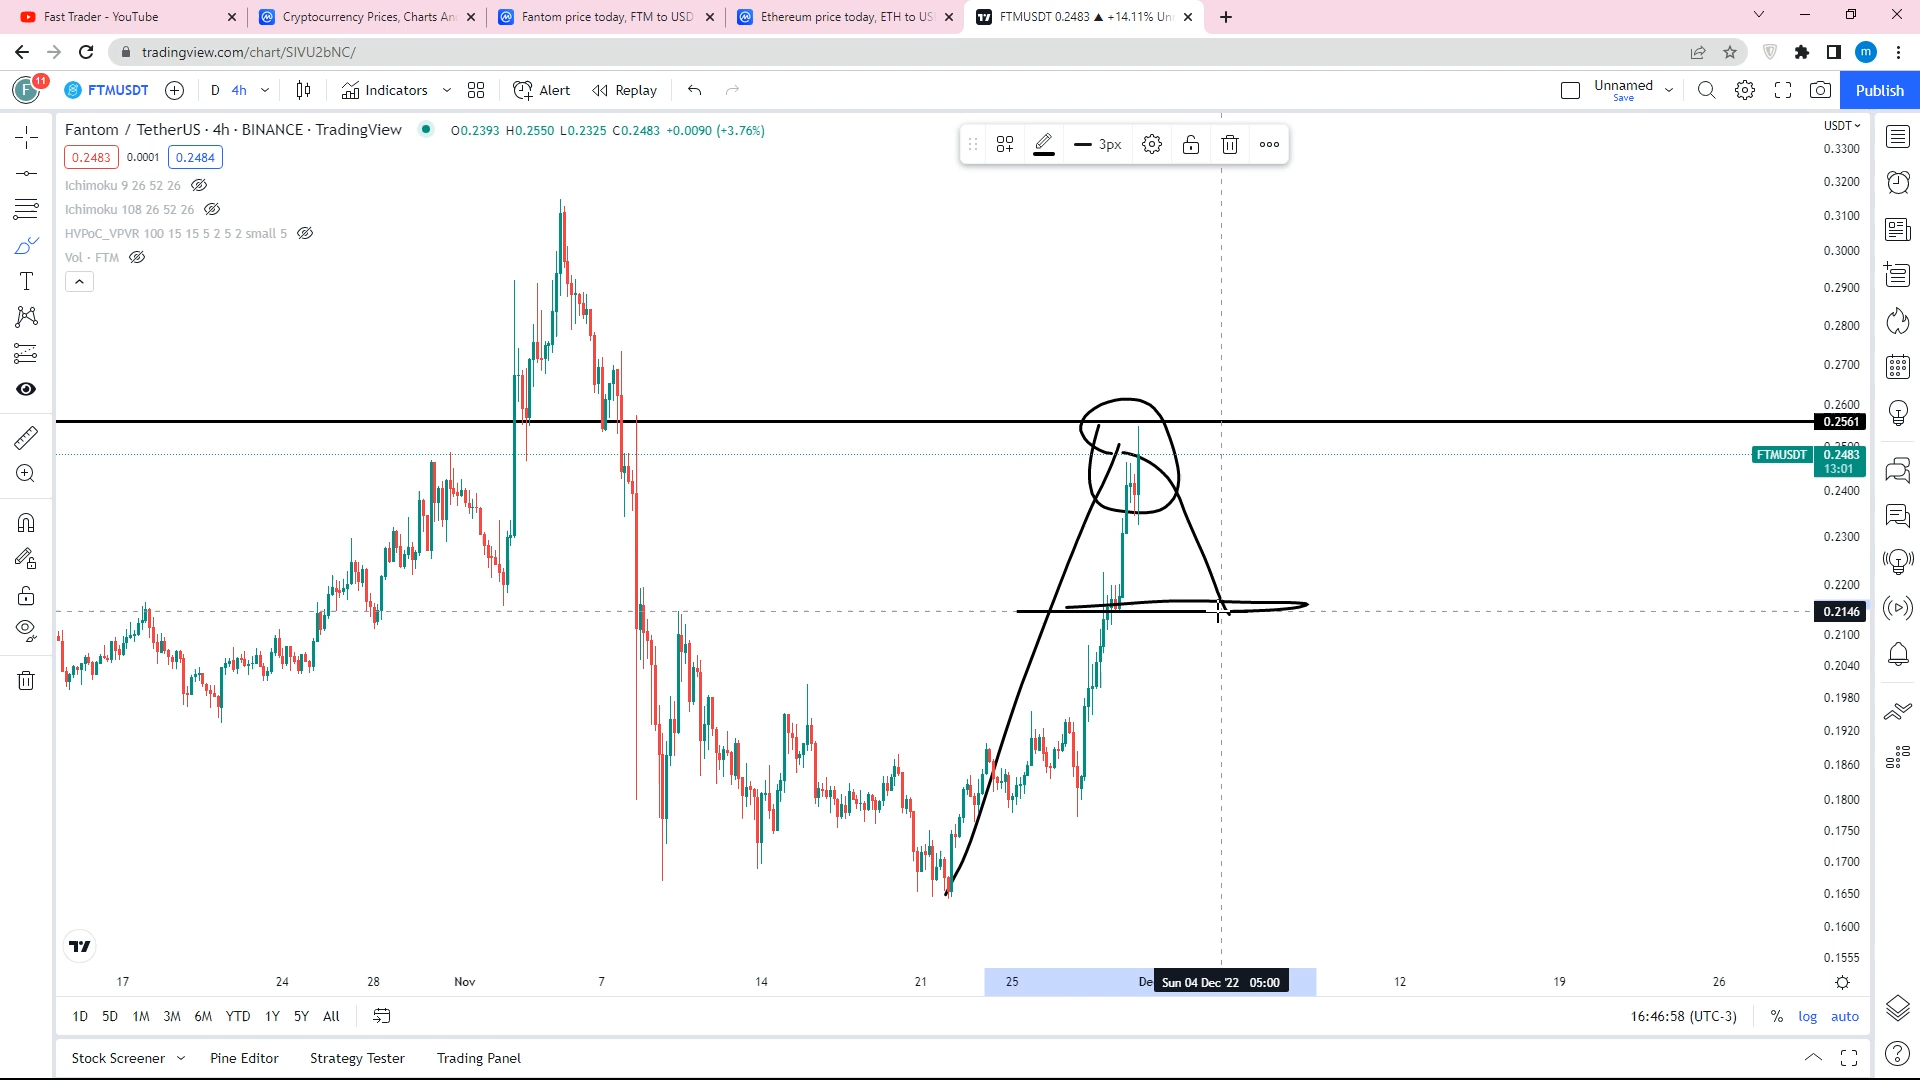 Fast Trader - YouTube
Cryptocurrency Prices, Charts An
Fantom price today, FTM to USD
Ethereum price today, ETH to US
FTMUSDT 0.2483 ▲ +14.11% Un
tradingview.com/chart/SIVU2bNC/
m
F 11
FTMUSDT
D 4h
Indicators
Alert
Replay
Unnamed
Save
Publish
Fantom / TetherUS · 4h · BINANCE · TradingView
O0.2393 H0.2550 L0.2325 C0.2483 +0.0090 (+3.76%)
3px
USDT
0.2483 0.0001 0.2484
Ichimoku 9 26 52 26
Ichimoku 108 26 52 26
HVPoC_VPVR 100 15 15 5 2 5 2 small 5
Vol · FTM
0.3300
0.3200
0.3100
0.3000
0.2900
0.2800
0.2700
0.2600
0.2561
0.2500
FTMUSDT 0.2483
13:01
0.2400
0.2300
0.2200
0.2146
0.2100
0.2040
0.1980
0.1920
0.1860
0.1800
0.1750
0.1700
0.1650
0.1600
0.1555
17 24 28 Nov 7 14 21 25 De Sun 04 Dec '22 05:00 12 19 26
1D 5D 1M 3M 6M YTD 1Y 5Y All
16:46:58 (UTC-3) % log auto
Stock Screener Pine Editor Strategy Tester Trading Panel